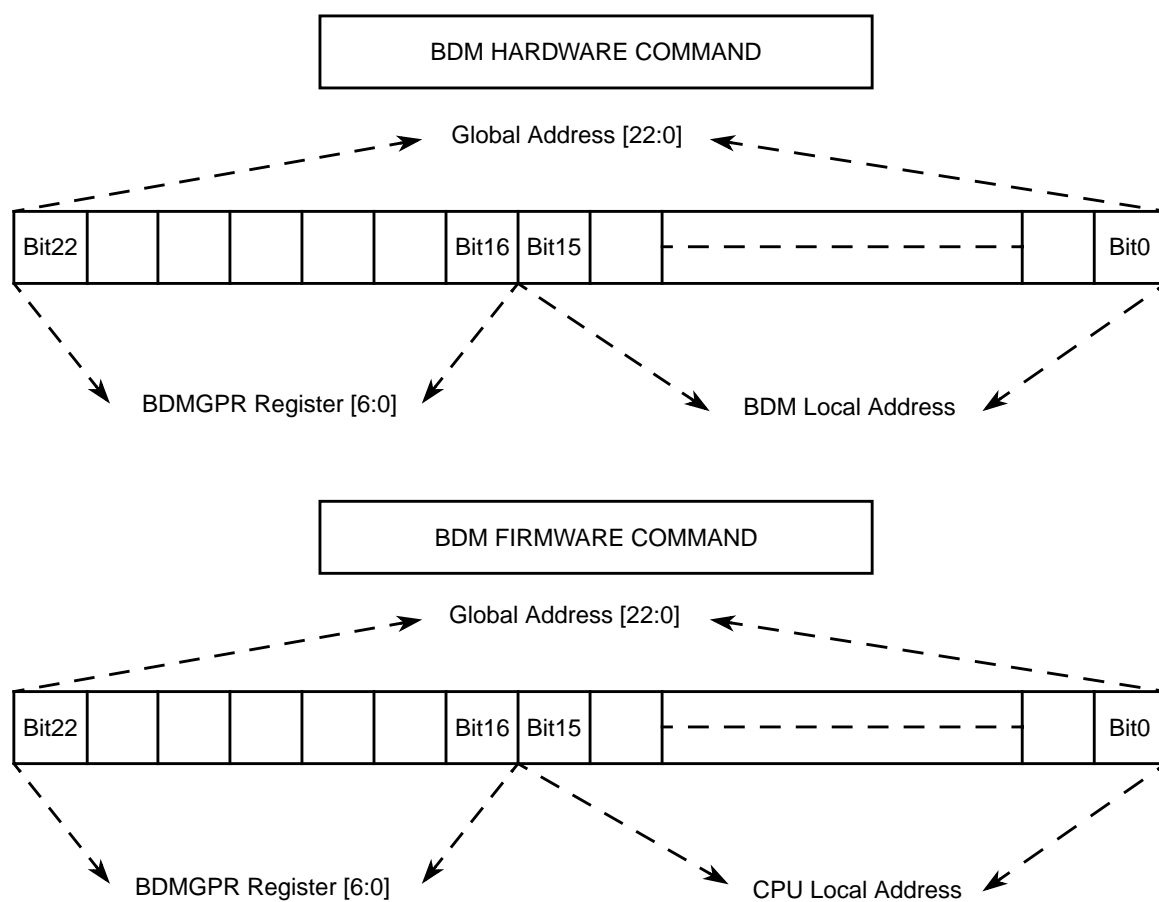 BDM HARDWARE COMMAND
Global Address [22:0]
Bit22 Bit16 Bit15 Bit0
BDMGPR Register [6:0] BDM Local Address
BDM FIRMWARE COMMAND
Global Address [22:0]
Bit22 Bit16 Bit15 Bit0
BDMGPR Register [6:0] CPU Local Address